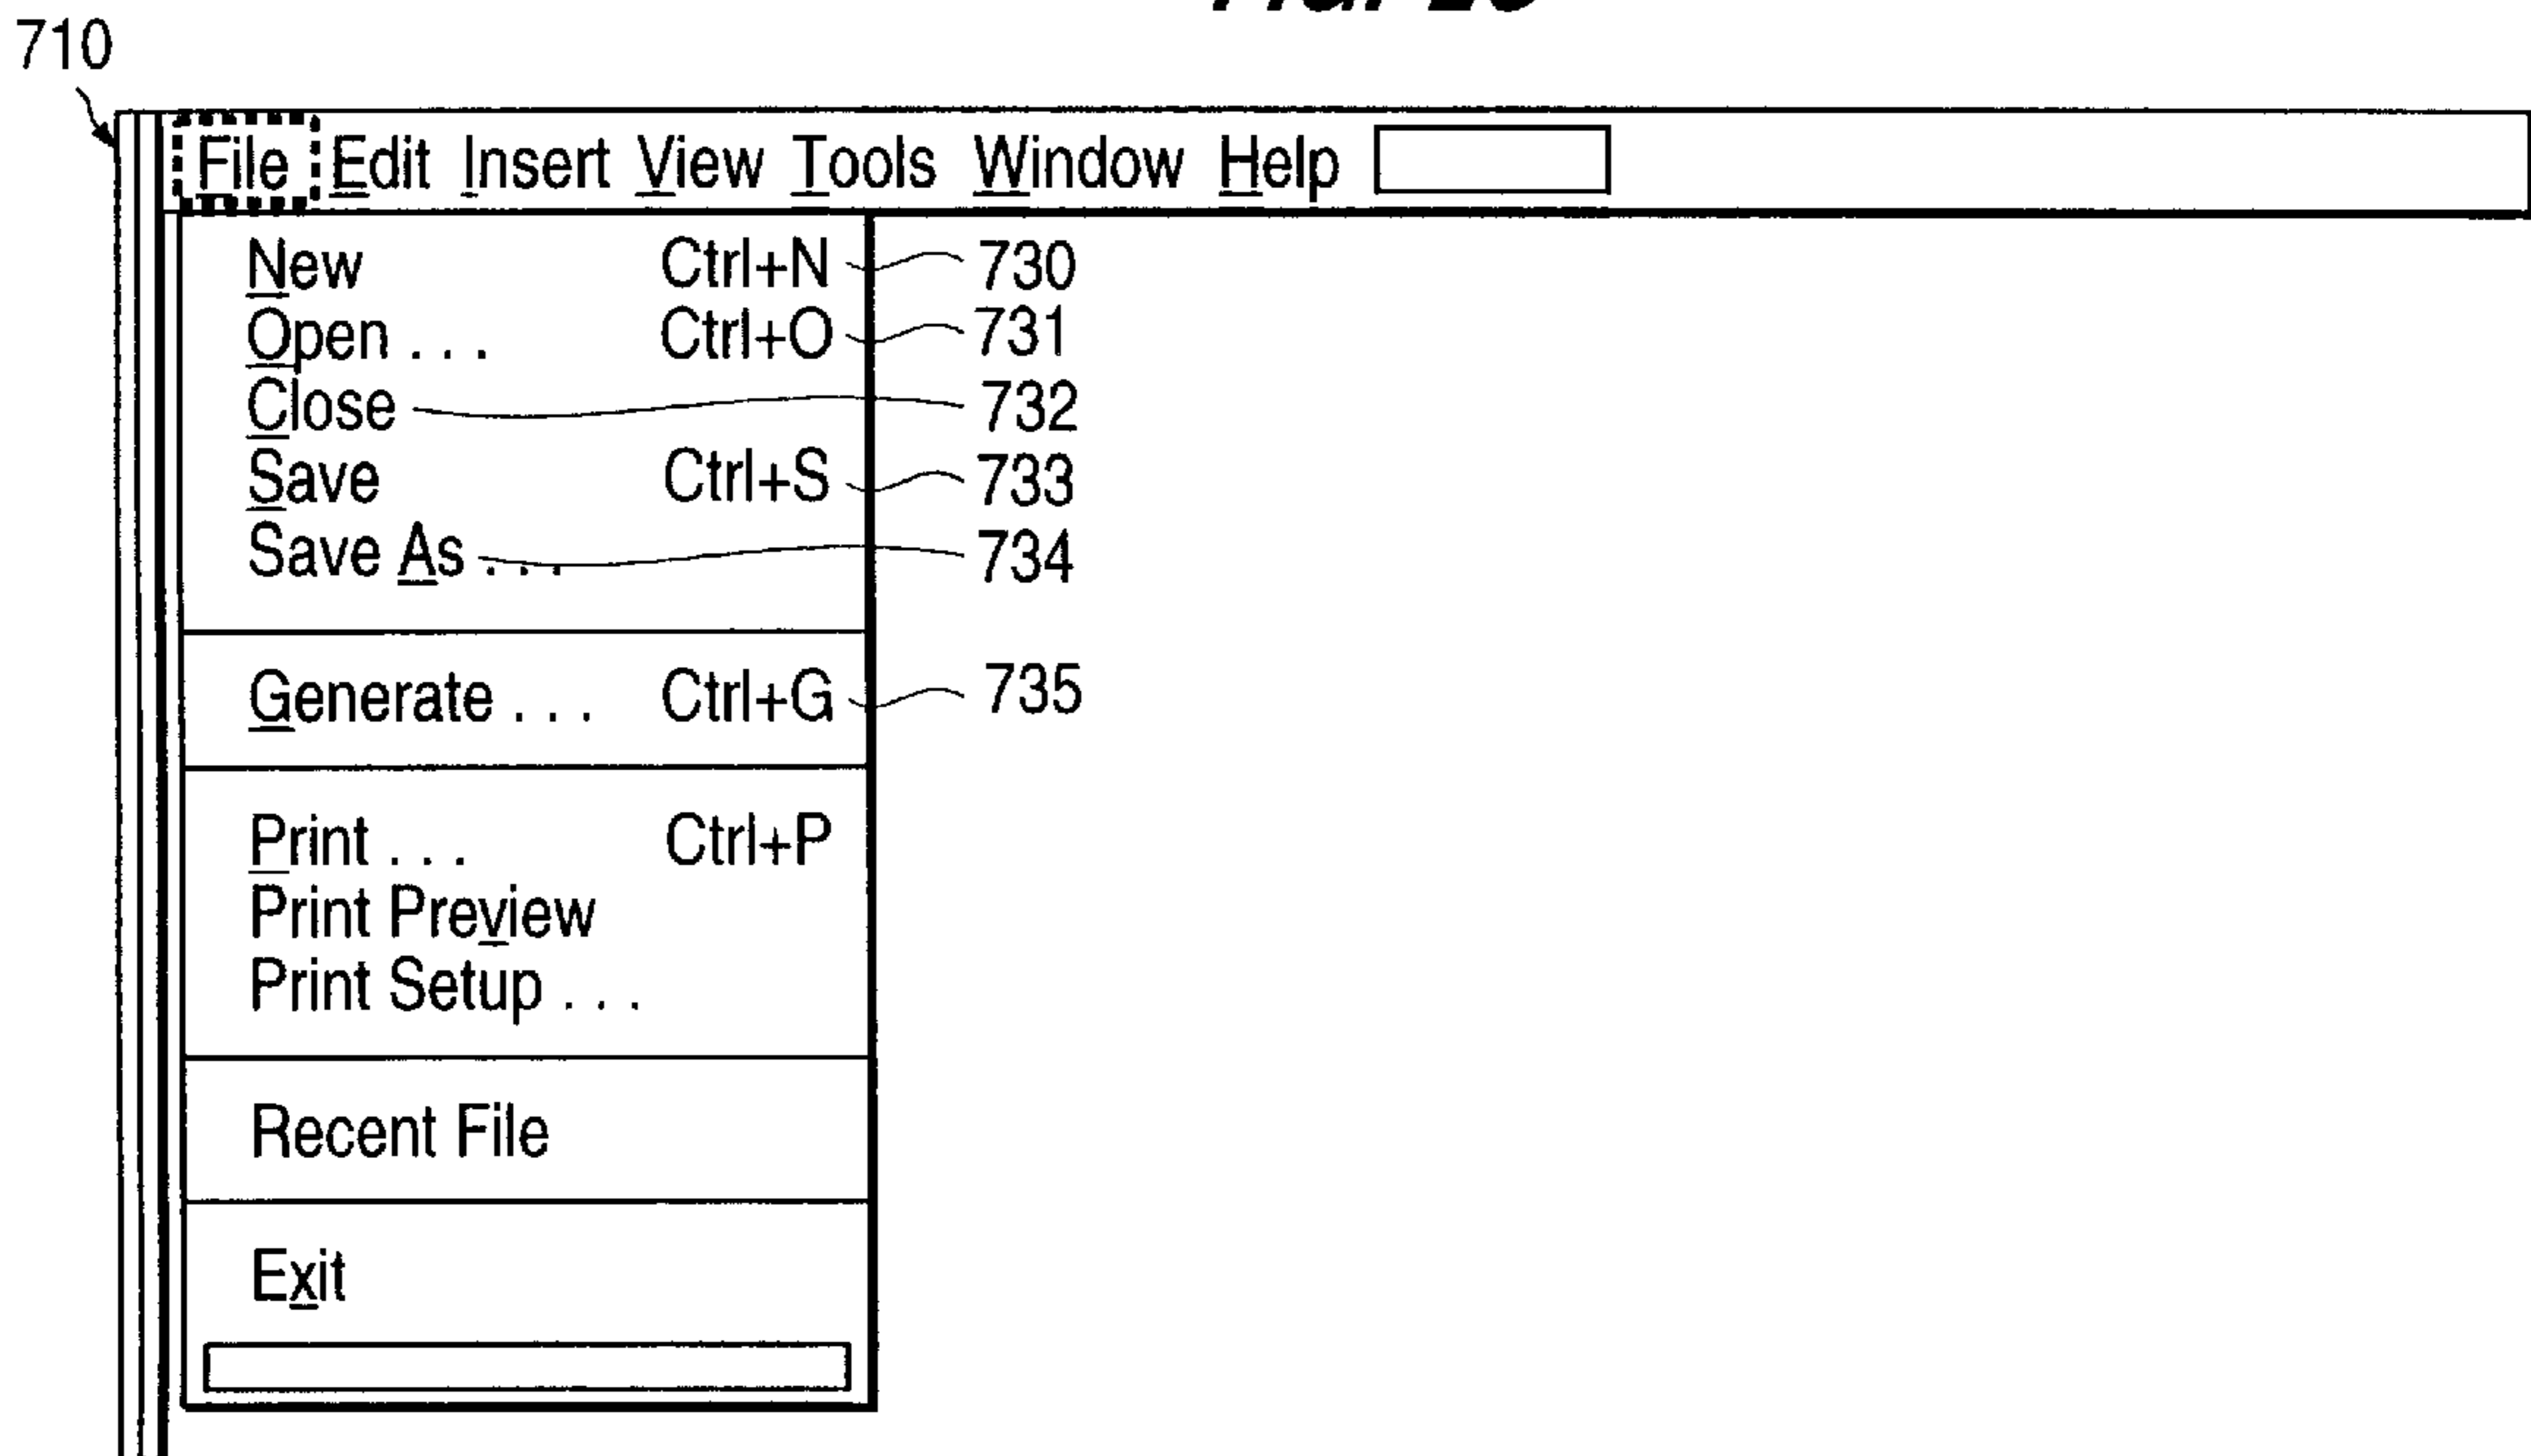 710
File Edit Insert View Tools Window Help
New Ctrl+N 730
Open . . . Ctrl+O 731
Close 732
Save Ctrl+S 733
Save As . . . 734
Generate . . . Ctrl+G 735
Print . . . Ctrl+P
Print Preview
Print Setup . . .
Recent File
Exit